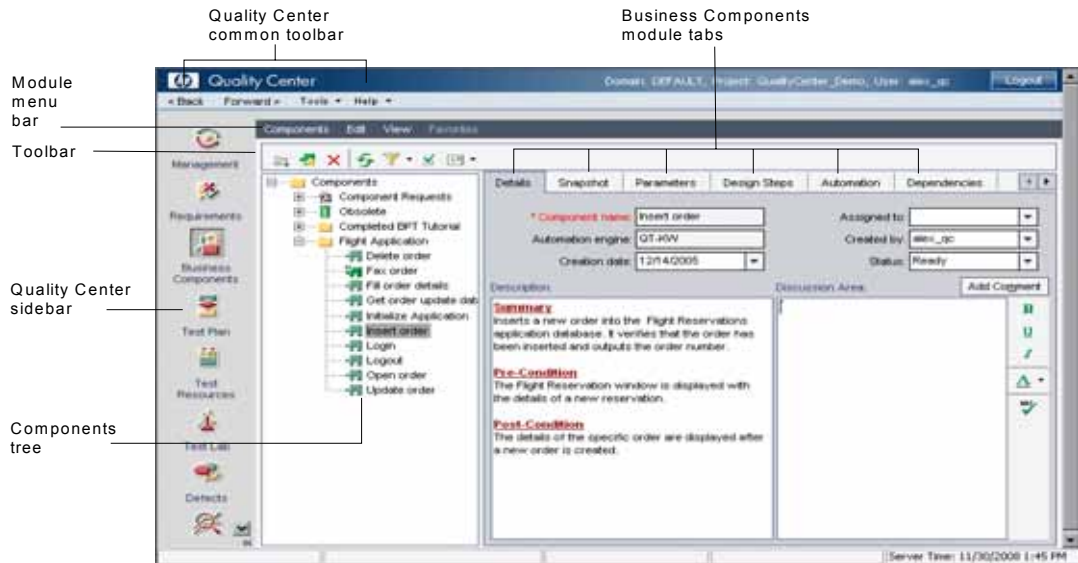 Quality Center
common toolbar
Business Components
module tabs
Module
menu
bar
Toolbar
Quality Center
sidebar
Components
tree
hp Quality Center
Domain: DEFAULT, Project: QualityCenter_Demo, User: alex_qc
Logout
< Back Forward > Tools Help
Components Edit View Favorites
Management
Requirements
Business
Components
Test Plan
Test
Resources
Test Lab
Defects
Components
Component Requests
Obsolete
Completed BPT Tutorial
Flight Application
Delete order
Fax order
Fill order details
Get order update dat
Initialize Application
Insert order
Login
Logout
Open order
Update order
Details Snapshot Parameters Design Steps Automation Dependencies
* Component name: Insert order
Assigned to:
Automation engine: QT-KW
Created by: alex_qc
Creation date: 12/14/2005
Status: Ready
Description:
Discussion Area:
Add Comment
Summary
Inserts a new order into the Flight Reservations
application database. It verifies that the order has
been inserted and outputs the order number.
Pre-Condition
The Flight Reservation window is displayed with
the details of a new reservation.
Post-Condition
The details of the specific order are displayed after
a new order is created.
B
U
I
A
Server Time: 11/30/2008 1:45 PM